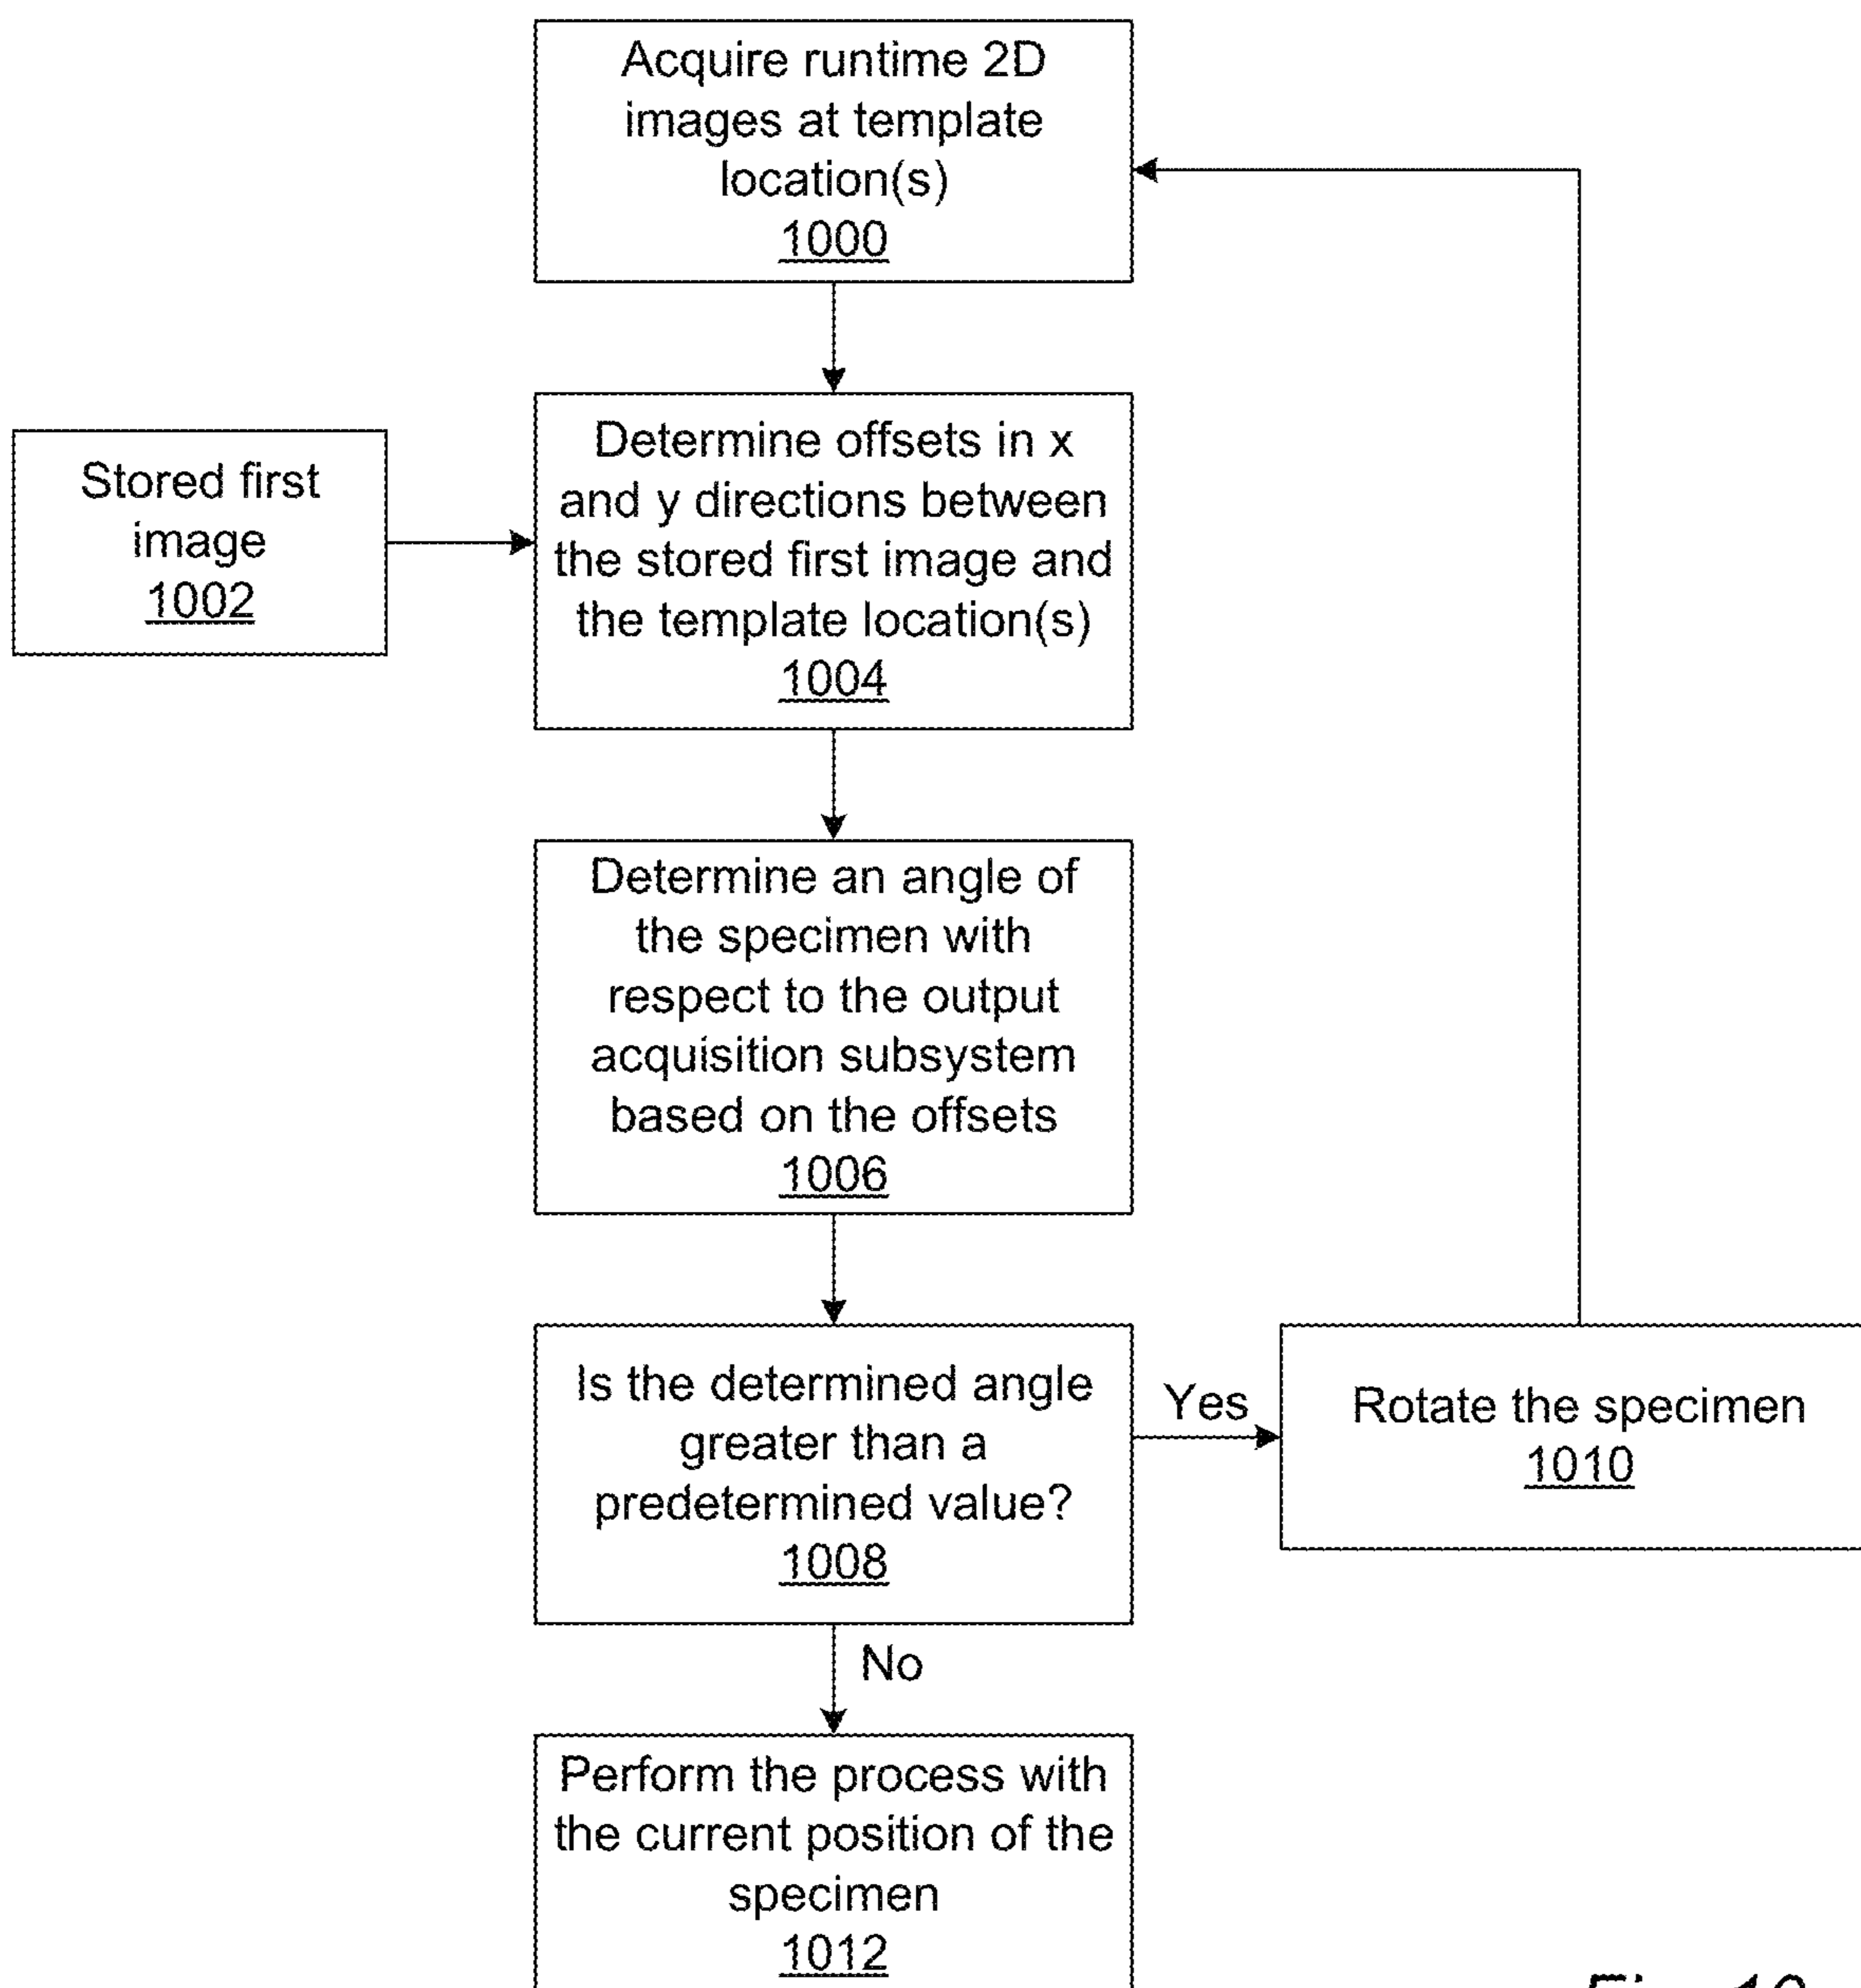 Acquire runtime 2D
images at template
location(s)
1000
Stored first
image
1002
Determine offsets in x
and y directions between
the stored first image and
the template location(s)
1004
Determine an angle of
the specimen with
respect to the output
acquisition subsystem
based on the offsets
1006
Is the determined angle
greater than a
predetermined value?
1008
Yes
Rotate the specimen
1010
No
Perform the process with
the current position of the
specimen
1012